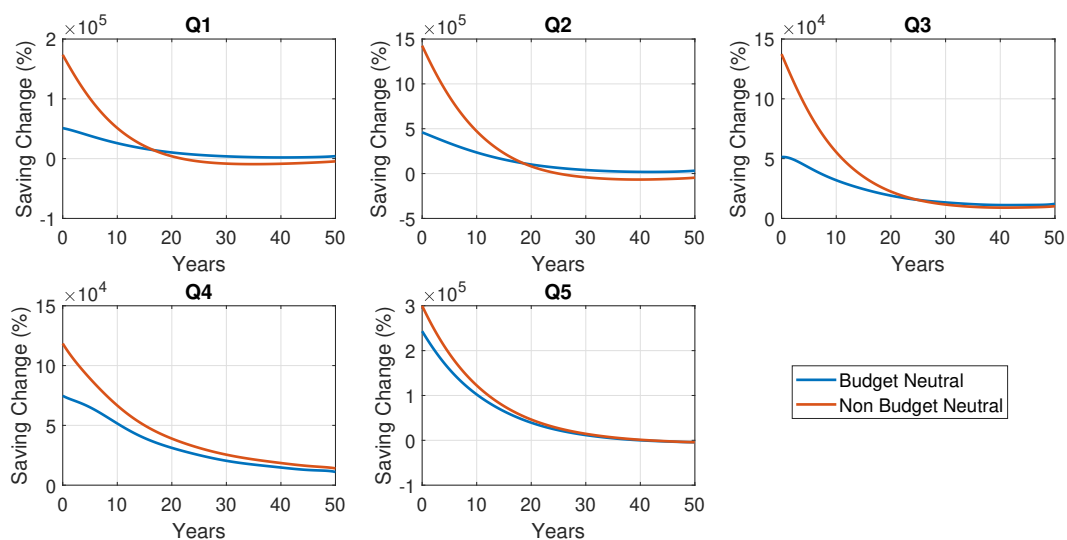 Q1
×10^5
Saving Change (%)
2
1
0
-1
0 10 20 30 40 50
Years
Q2
×10^5
Saving Change (%)
15
10
5
0
-5
0 10 20 30 40 50
Years
Q3
×10^4
Saving Change (%)
15
10
5
0
0 10 20 30 40 50
Years
Q4
×10^4
Saving Change (%)
15
10
5
0
0 10 20 30 40 50
Years
Q5
×10^5
Saving Change (%)
3
2
1
0
-1
0 10 20 30 40 50
Years
Budget Neutral
Non Budget Neutral